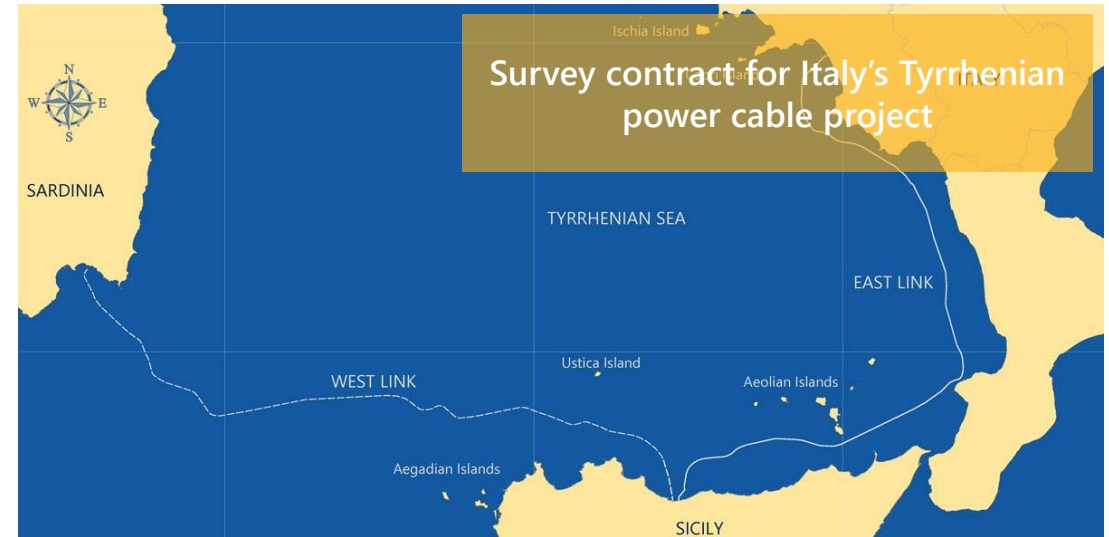 Ischia Island
Survey contract for Italy's Tyrrhenian
power cable project
ITALY
N
W E
S
SARDINIA
TYRRHENIAN SEA
EAST LINK
Ustica Island
WEST LINK
Aeolian Islands
Aegadian Islands
SICILY